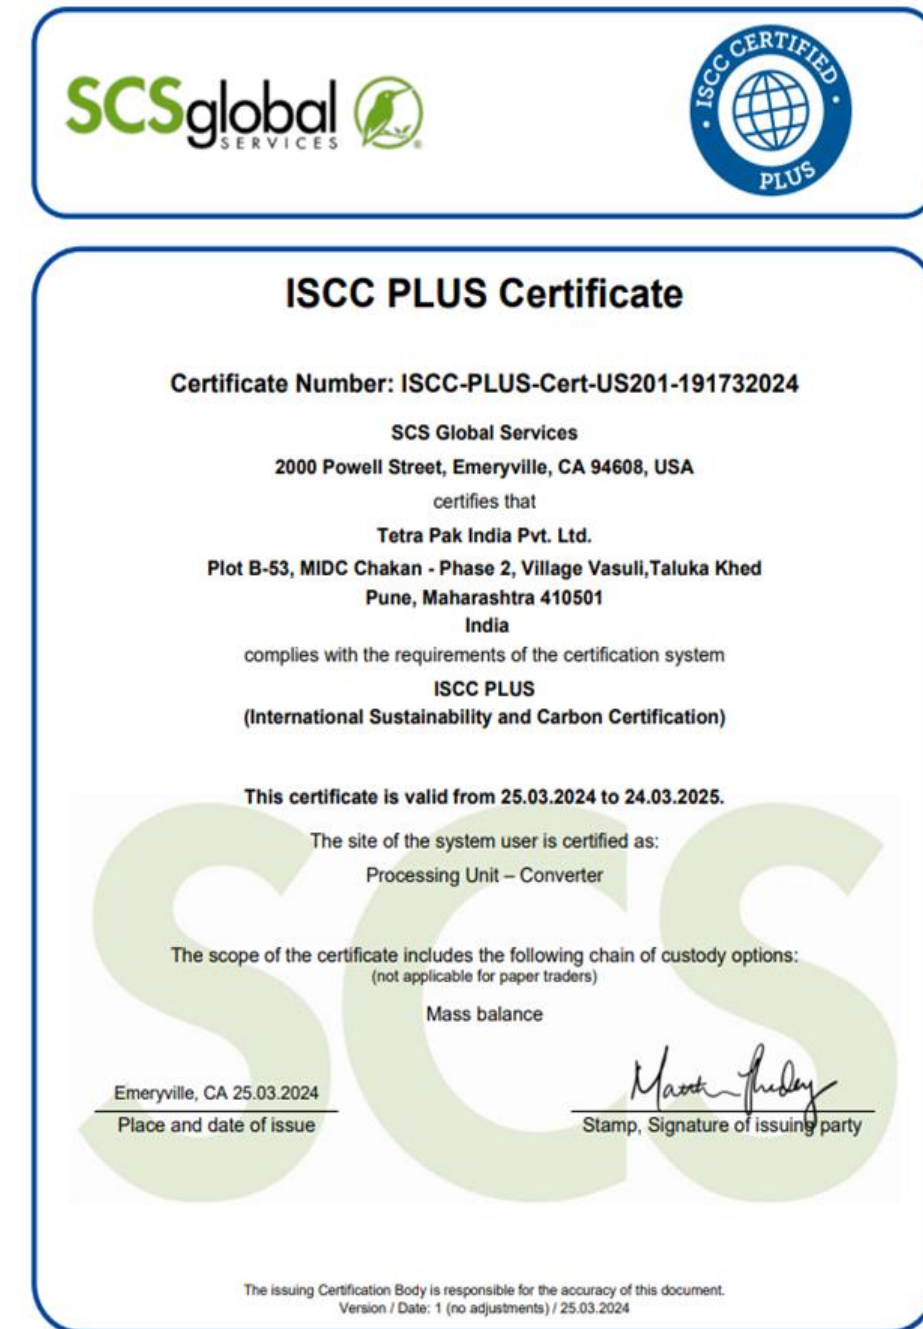 SCSglobal
SERVICES
ISCC CERTIFIED
PLUS
ISCC PLUS Certificate
Certificate Number: ISCC-PLUS-Cert-US201-191732024
SCS Global Services
2000 Powell Street, Emeryville, CA 94608, USA
certifies that
Tetra Pak India Pvt. Ltd.
Plot B-53, MIDC Chakan - Phase 2, Village Vasuli,Taluka Khed
Pune, Maharashtra 410501
India
complies with the requirements of the certification system
ISCC PLUS
(International Sustainability and Carbon Certification)
This certificate is valid from 25.03.2024 to 24.03.2025.
The site of the system user is certified as:
Processing Unit – Converter
The scope of the certificate includes the following chain of custody options:
(not applicable for paper traders)
Mass balance
SCS
Emeryville, CA 25.03.2024
Place and date of issue
Stamp, Signature of issuing party
The issuing Certification Body is responsible for the accuracy of this document.
Version / Date: 1 (no adjustments) / 25.03.2024